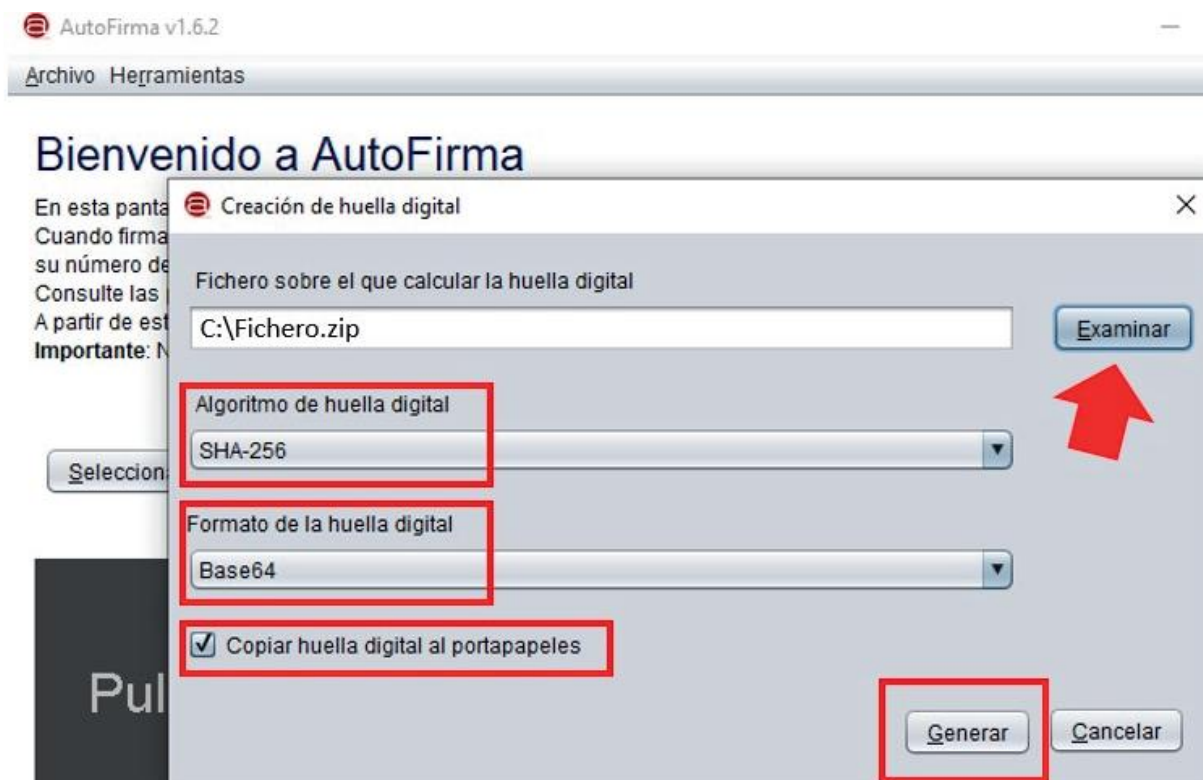 AutoFirma v1.6.2
Archivo Herramientas
Bienvenido a AutoFirma
En esta panta
Cuando firma
su número de
Consulte las
A partir de est
Importante: N
Creación de huella digital
Fichero sobre el que calcular la huella digital
C:\Fichero.zip
Examinar
Algoritmo de huella digital
SHA-256
Seleccion
Formato de la huella digital
Base64
Copiar huella digital al portapapeles
Pul
Generar
Cancelar